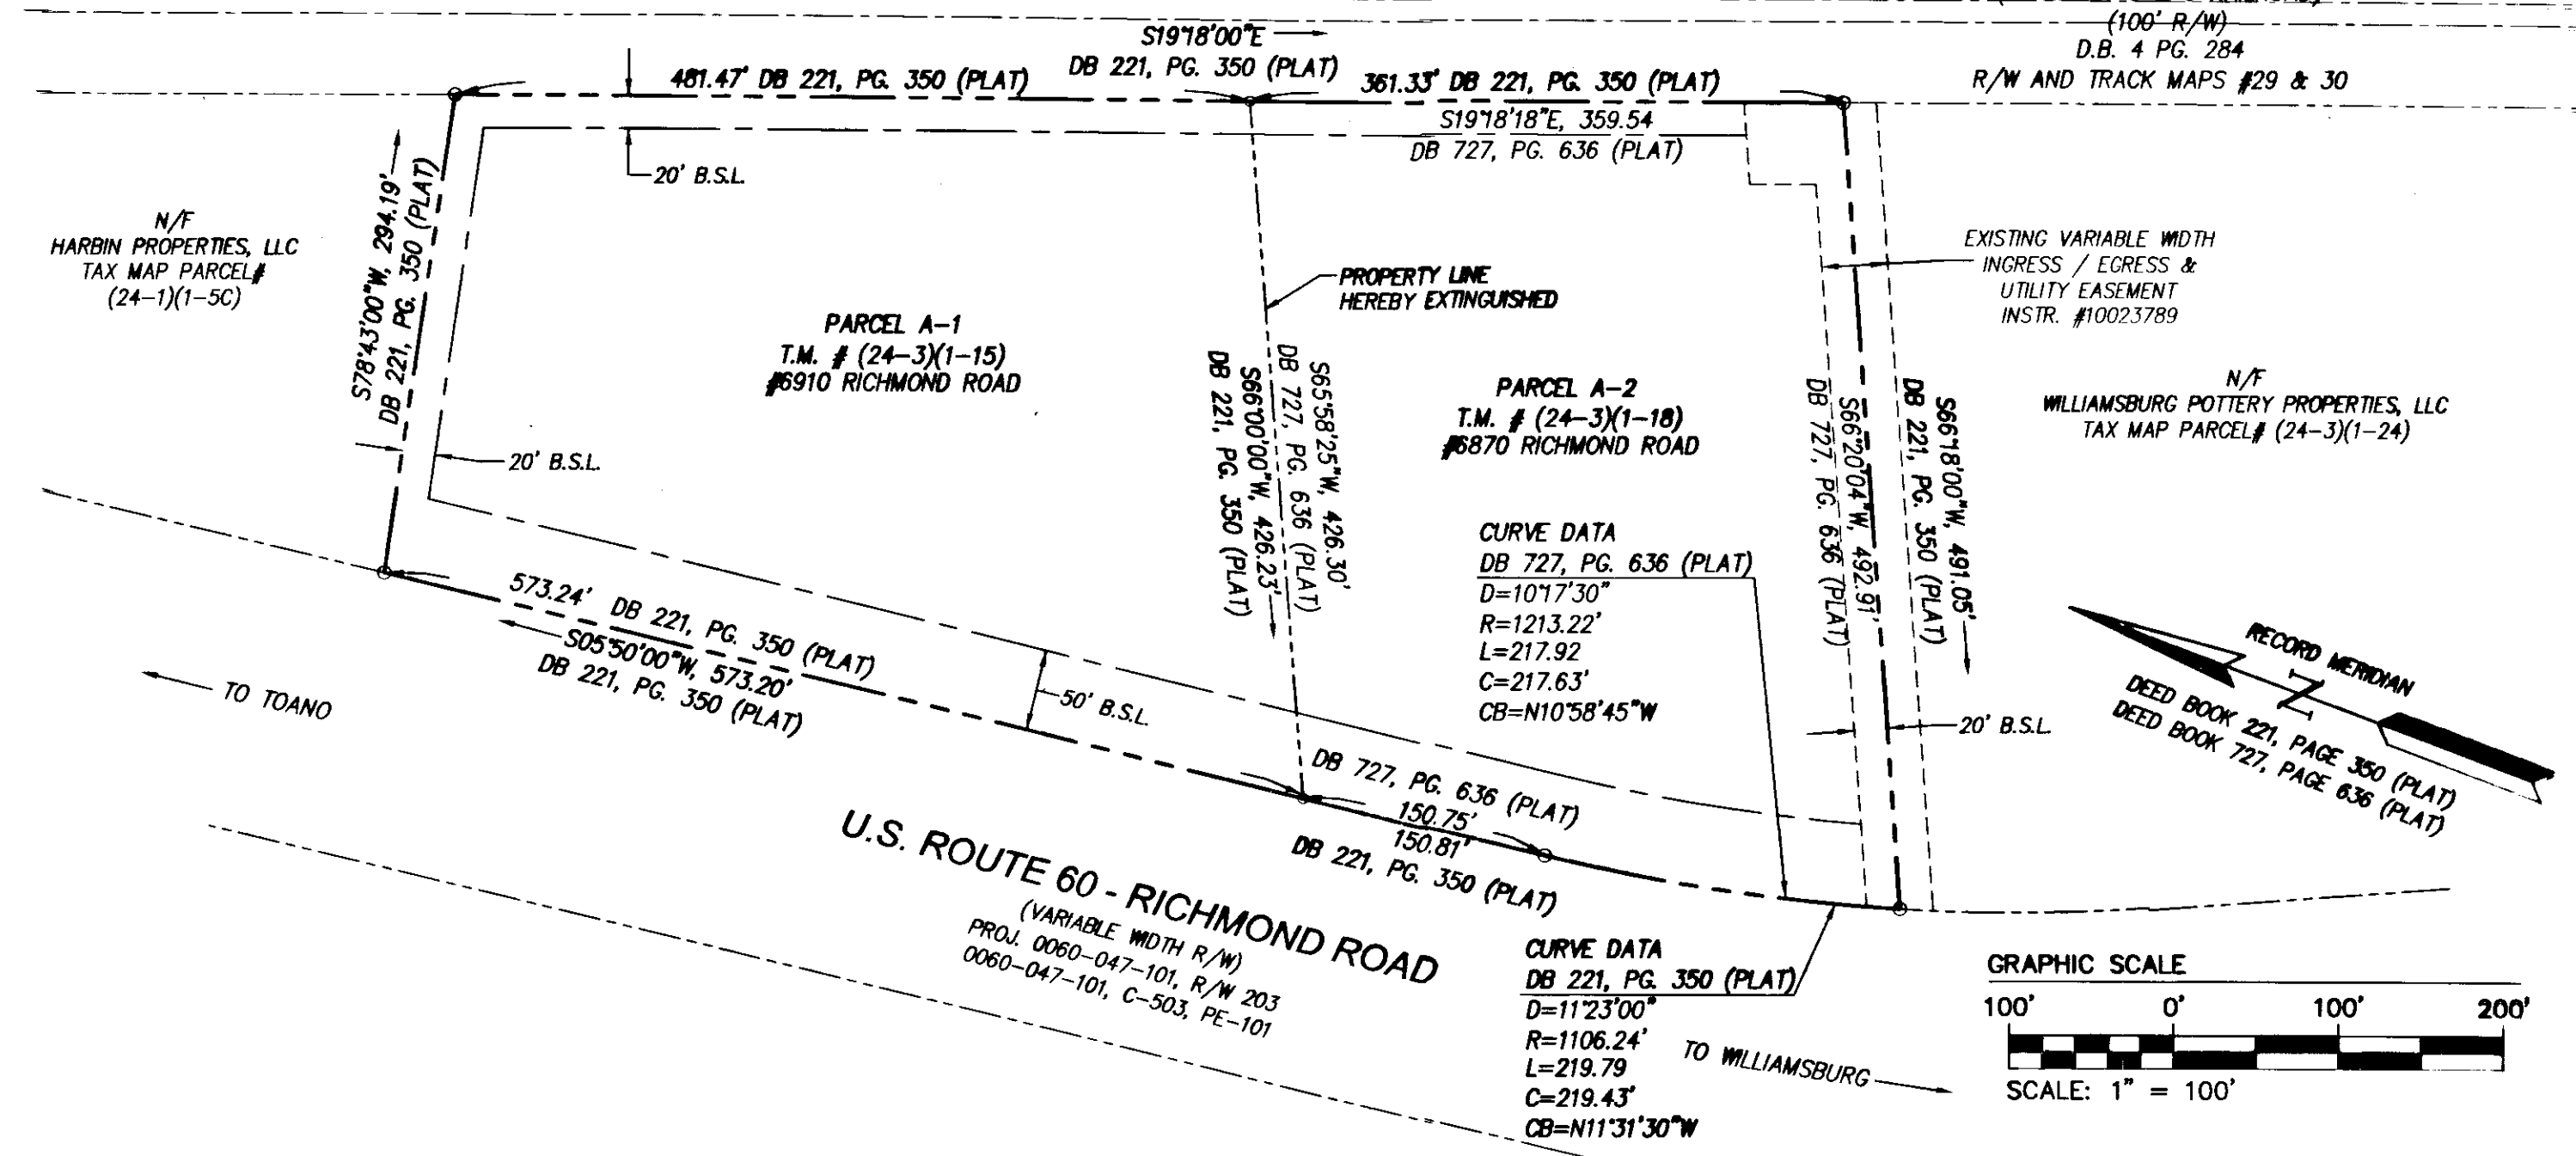 (100' R/W)
D.B. 4 PG. 284
R/W AND TRACK MAPS #29 & 30
S19°18'00"E
DB 221, PG. 350 (PLAT)
481.47' DB 221, PG. 350 (PLAT)
361.33' DB 221, PG. 350 (PLAT)
S19°18'18"E, 359.54
DB 727, PG. 636 (PLAT)
20' B.S.L.
N/F
HARBIN PROPERTIES, LLC
TAX MAP PARCEL#
(24-1)(1-5C)
S78°43'00"W, 294.19'
DB 221, PG. 350 (PLAT)
20' B.S.L.
PARCEL A-1
T.M. # (24-3)(1-15)
#6910 RICHMOND ROAD
PROPERTY LINE
HEREBY EXTINGUISHED
S65°58'25"W, 426.30'
DB 727, PG. 636 (PLAT)
S66°00'00"W, 426.23'
DB 221, PG. 350 (PLAT)
PARCEL A-2
T.M. # (24-3)(1-18)
#6870 RICHMOND ROAD
EXISTING VARIABLE WIDTH
INGRESS / EGRESS &
UTILITY EASEMENT
INSTR. #10023789
N/F
WILLIAMSBURG POTTERY PROPERTIES, LLC
TAX MAP PARCEL# (24-3)(1-24)
S66°18'00"W, 491.05'
DB 221, PG. 350 (PLAT)
S66°20'04"W, 492.91'
DB 727, PG. 636 (PLAT)
CURVE DATA
DB 727, PG. 636 (PLAT)
D=10°17'30"
R=1213.22'
L=217.92
C=217.63'
CB=N10°58'45"W
573.24' DB 221, PG. 350 (PLAT)
S05°50'00"W, 573.20'
DB 221, PG. 350 (PLAT)
TO TOANO
50' B.S.L.
20' B.S.L.
RECORD MERIDIAN
N
DEED BOOK 221, PAGE 350 (PLAT)
DEED BOOK 727, PAGE 636 (PLAT)
DB 727, PG. 636 (PLAT)
150.75'
150.81'
DB 221, PG. 350 (PLAT)
U.S. ROUTE 60 - RICHMOND ROAD
(VARIABLE WIDTH R/W)
PROJ. 0060-047-101, R/W 203
0060-047-101, C-503, PE-101
CURVE DATA
DB 221, PG. 350 (PLAT)
D=11°23'00"
R=1106.24'
L=219.79
C=219.43'
CB=N11°31'30"W
TO WILLIAMSBURG
GRAPHIC SCALE
100' 0' 100' 200'
SCALE: 1" = 100'